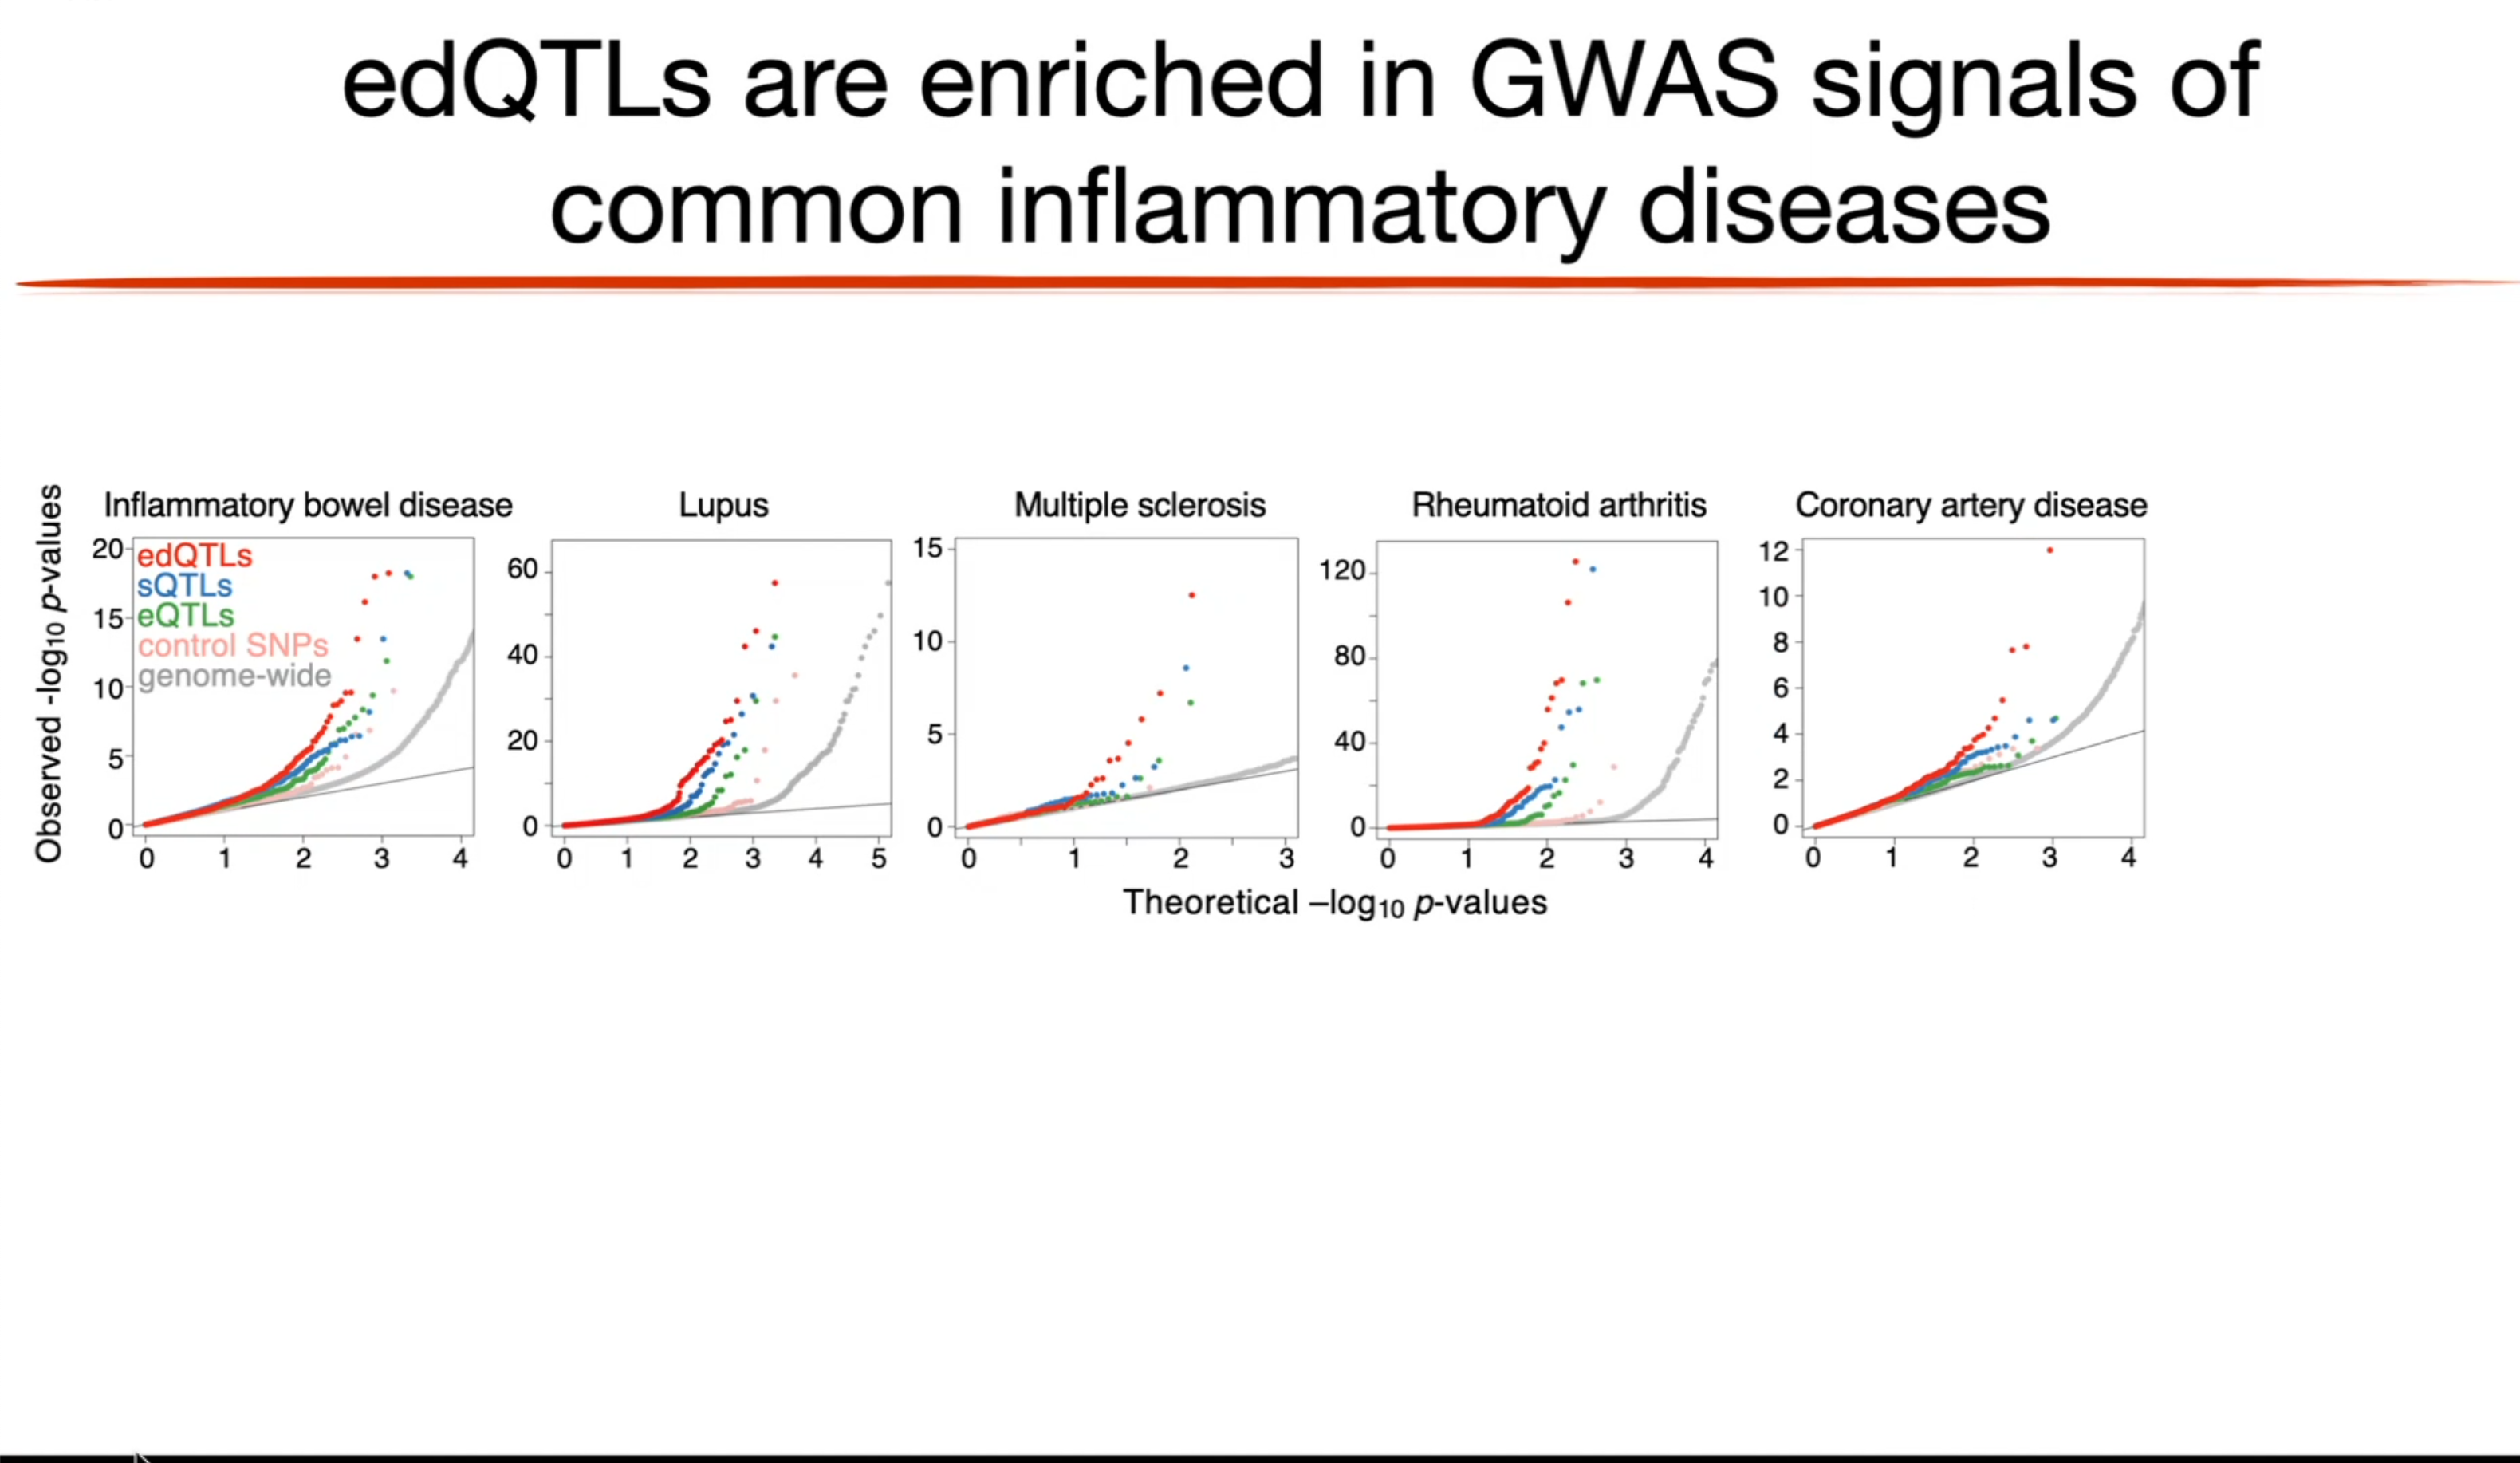 edQTLs are enriched in GWAS signals of
common inflammatory diseases
Observed -log10 p-values
Inflammatory bowel disease
20
15
10
5
0
edQTLs
sQTLs
eQTLs
control SNPs
genome-wide
0 1 2 3 4
Lupus
60
40
20
0
0 1 2 3 4 5
Multiple sclerosis
15
10
5
0
0 1 2 3
Rheumatoid arthritis
120
80
40
0
0 1 2 3 4
Coronary artery disease
12
10
8
6
4
2
0
0 1 2 3 4
Theoretical –log10 p-values